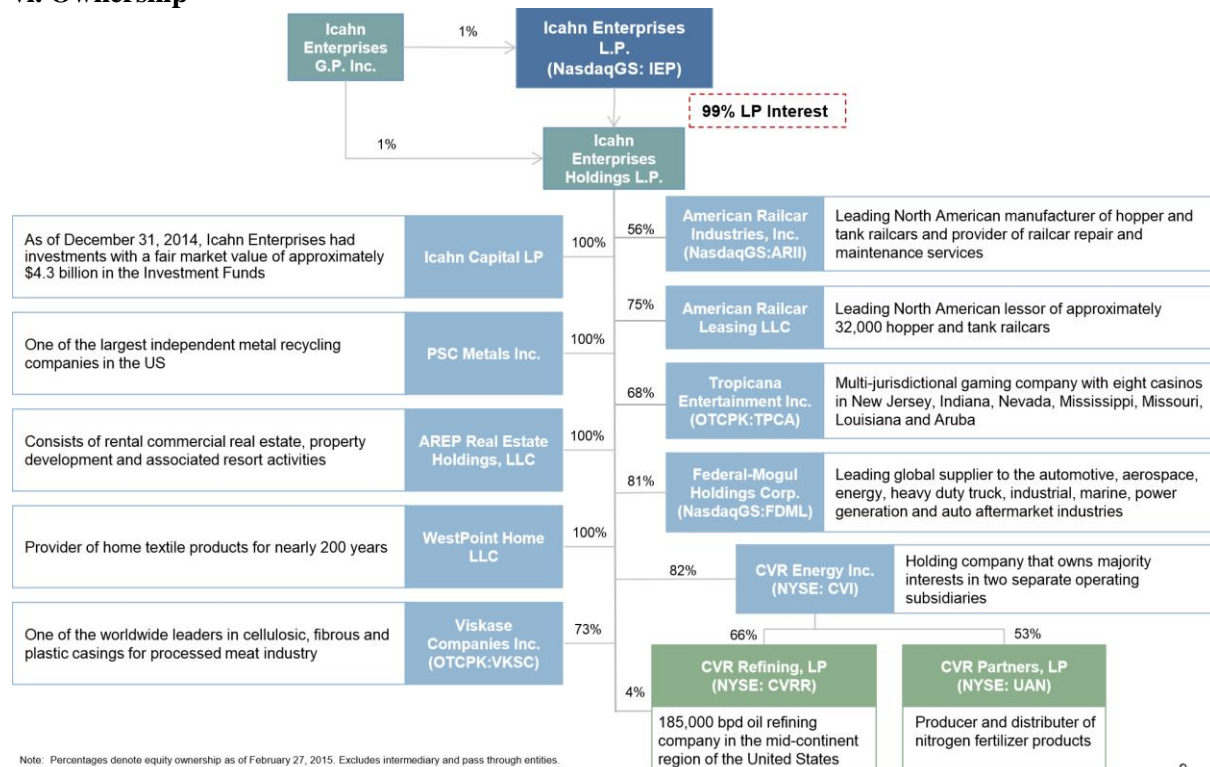 Ownership
Icahn
Enterprises
G.P. Inc.
1%
Icahn Enterprises
L.P.
(NasdaqGS: IEP)
99% LP Interest
1%
Icahn
Enterprises
Holdings L.P.
As of December 31, 2014, Icahn Enterprises had
investments with a fair market value of approximately
$4.3 billion in the Investment Funds
Icahn Capital LP
100%
One of the largest independent metal recycling
companies in the US
PSC Metals Inc.
100%
Consists of rental commercial real estate, property
development and associated resort activities
AREP Real Estate
Holdings, LLC
100%
Provider of home textile products for nearly 200 years
WestPoint Home
LLC
100%
One of the worldwide leaders in cellulosic, fibrous and
plastic casings for processed meat industry
Viskase
Companies Inc.
(OTCPK:VKSC)
73%
56%
American Railcar
Industries, Inc.
(NasdaqGS:ARII)
Leading North American manufacturer of hopper and
tank railcars and provider of railcar repair and
maintenance services
75%
American Railcar
Leasing LLC
Leading North American lessor of approximately
32,000 hopper and tank railcars
68%
Tropicana
Entertainment Inc.
(OTCPK:TPCA)
Multi-jurisdictional gaming company with eight casinos
in New Jersey, Indiana, Nevada, Mississippi, Missouri,
Louisiana and Aruba
81%
Federal-Mogul
Holdings Corp.
(NasdaqGS:FDML)
Leading global supplier to the automotive, aerospace,
energy, heavy duty truck, industrial, marine, power
generation and auto aftermarket industries
82%
CVR Energy Inc.
(NYSE: CVI)
Holding company that owns majority
interests in two separate operating
subsidiaries
66%
53%
4%
CVR Refining, LP
(NYSE: CVRR)
185,000 bpd oil refining
company in the mid-continent
region of the United States
CVR Partners, LP
(NYSE: UAN)
Producer and distributer of
nitrogen fertilizer products
Note: Percentages denote equity ownership as of February 27, 2015. Excludes intermediary and pass through entities.